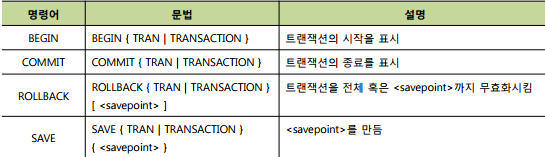 명령어 문법 설명
BEGIN BEGIN { TRAN | TRANSACTION } 트랜잭션의 시작을 표시
COMMIT COMMIT { TRAN | TRANSACTION } 트랜잭션의 종료를 표시
ROLLBACK ROLLBACK { TRAN | TRANSACTION } 트랜잭션을 전체 혹은 <savepoint>까지 무효화시킴
[ <savepoint> ]
SAVE SAVE { TRAN | TRANSACTION } <savepoint>를 만듬
{ <savepoint> }